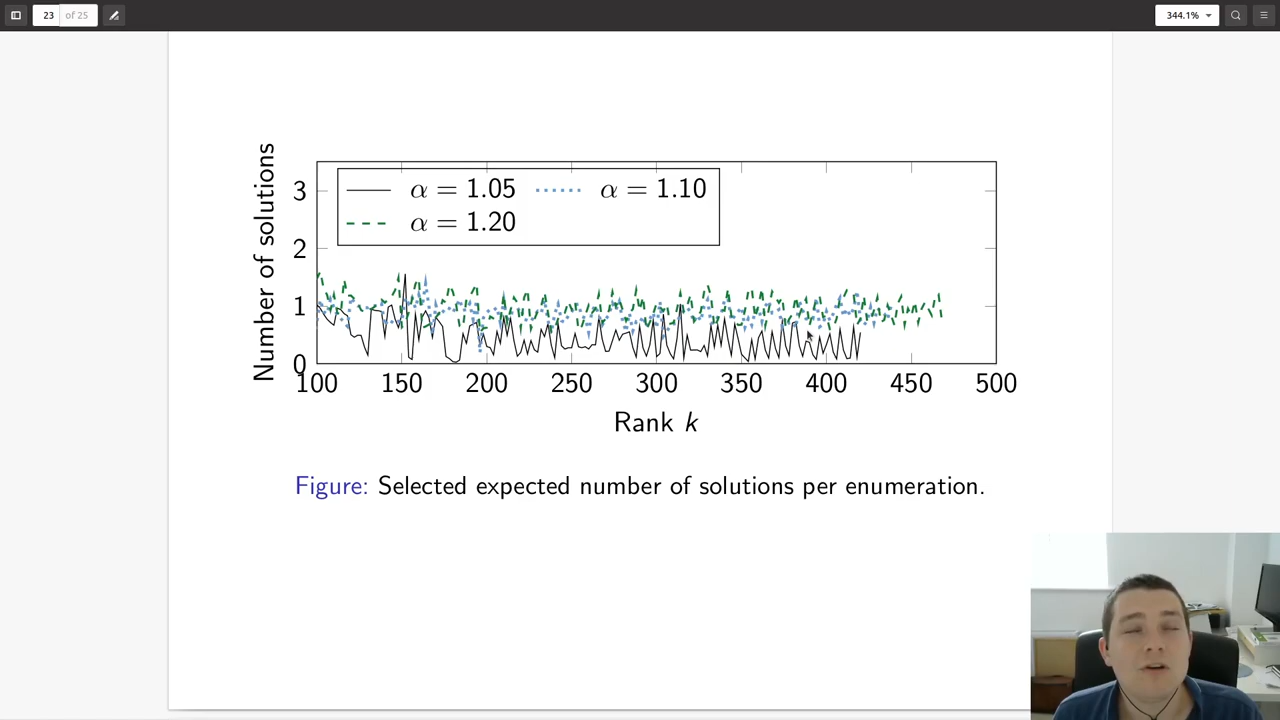 23 of 25
344.1%
Number of solutions
3
2
1
0
α = 1.05 α = 1.10
α = 1.20
100 150 200 250 300 350 400 450 500
Rank k
Figure: Selected expected number of solutions per enumeration.